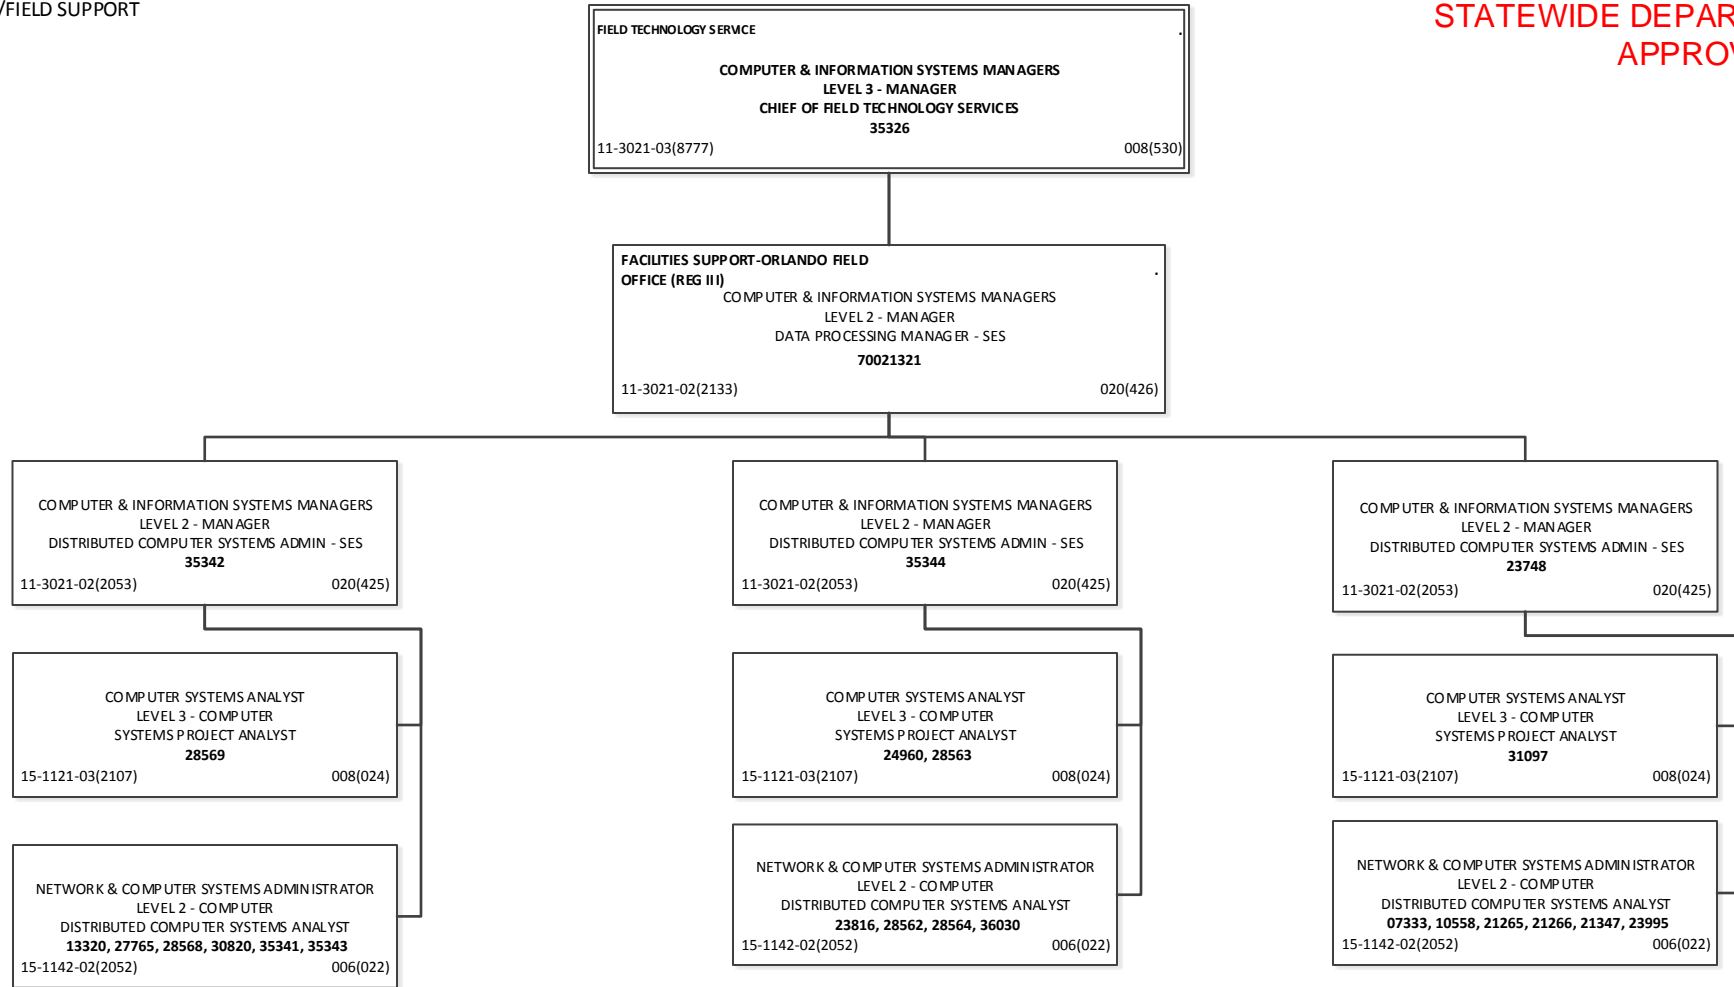 /FIELD SUPPORT
STATEWIDE DEPAR
APPROV
FIELD TECHNOLOGY SERVICE .
COMPUTER & INFORMATION SYSTEMS MANAGERS
LEVEL 3 - MANAGER
CHIEF OF FIELD TECHNOLOGY SERVICES
35326
11-3021-03(8777) 008(530)
FACILITIES SUPPORT-ORLANDO FIELD
OFFICE (REG III) .
COMPUTER & INFORMATION SYSTEMS MANAGERS
LEVEL 2 - MANAGER
DATA PROCESSING MANAGER - SES
70021321
11-3021-02(2133) 020(426)
COMPUTER & INFORMATION SYSTEMS MANAGERS
LEVEL 2 - MANAGER
DISTRIBUTED COMPUTER SYSTEMS ADMIN - SES
35342
11-3021-02(2053) 020(425)
COMPUTER & INFORMATION SYSTEMS MANAGERS
LEVEL 2 - MANAGER
DISTRIBUTED COMPUTER SYSTEMS ADMIN - SES
35344
11-3021-02(2053) 020(425)
COMPUTER & INFORMATION SYSTEMS MANAGERS
LEVEL 2 - MANAGER
DISTRIBUTED COMPUTER SYSTEMS ADMIN - SES
23748
11-3021-02(2053) 020(425)
COMPUTER SYSTEMS ANALYST
LEVEL 3 - COMPUTER
SYSTEMS PROJECT ANALYST
28569
15-1121-03(2107) 008(024)
COMPUTER SYSTEMS ANALYST
LEVEL 3 - COMPUTER
SYSTEMS PROJECT ANALYST
24960, 28563
15-1121-03(2107) 008(024)
COMPUTER SYSTEMS ANALYST
LEVEL 3 - COMPUTER
SYSTEMS PROJECT ANALYST
31097
15-1121-03(2107) 008(024)
NETWORK & COMPUTER SYSTEMS ADMINISTRATOR
LEVEL 2 - COMPUTER
DISTRIBUTED COMPUTER SYSTEMS ANALYST
13320, 27765, 28568, 30820, 35341, 35343
15-1142-02(2052) 006(022)
NETWORK & COMPUTER SYSTEMS ADMINISTRATOR
LEVEL 2 - COMPUTER
DISTRIBUTED COMPUTER SYSTEMS ANALYST
23816, 28562, 28564, 36030
15-1142-02(2052) 006(022)
NETWORK & COMPUTER SYSTEMS ADMINISTRATOR
LEVEL 2 - COMPUTER
DISTRIBUTED COMPUTER SYSTEMS ANALYST
07333, 10558, 21265, 21266, 21347, 23995
15-1142-02(2052) 006(022)